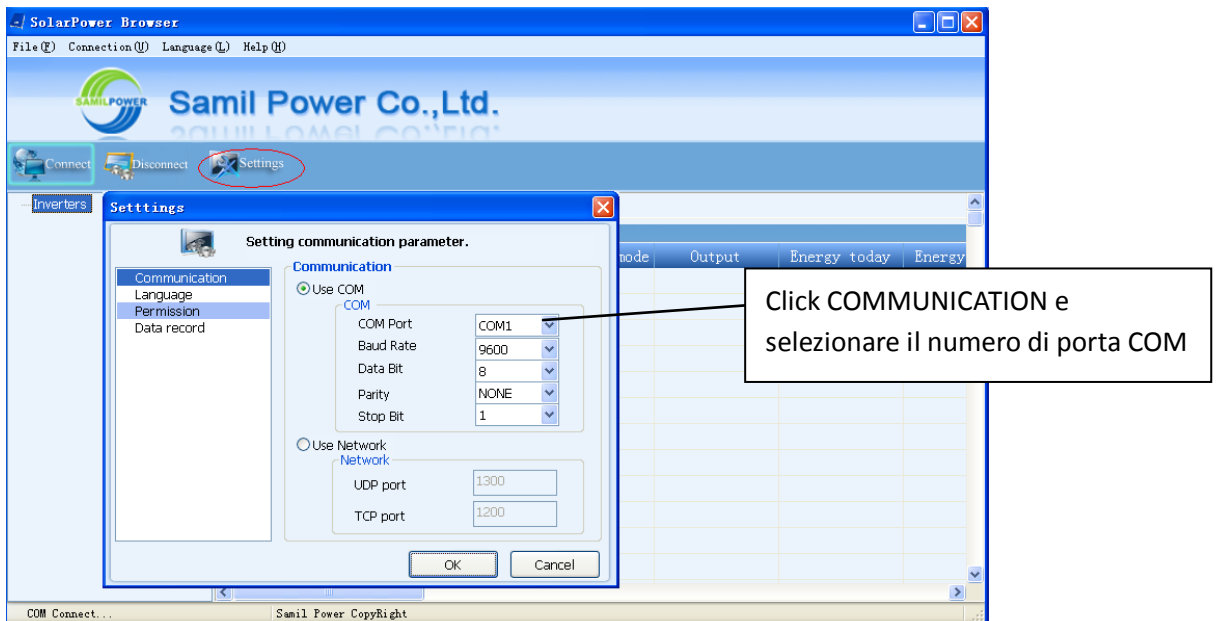 SolarPower Browser
File(F) Connection(U) Language(L) Help(H)
SAMILPOWER Samil Power Co.,Ltd.
Connect Disconnect Settings
Inverters
Setttings
Setting communication parameter.
mode Output Energy today Energy
Communication
Language
Permission
Data record
Communication
Use COM
COM
COM Port COM1
Baud Rate 9600
Data Bit 8
Parity NONE
Stop Bit 1
Use Network
Network
UDP port 1300
TCP port 1200
OK Cancel
Click COMMUNICATION e
selezionare il numero di porta COM
COM Connect... Samil Power CopyRight